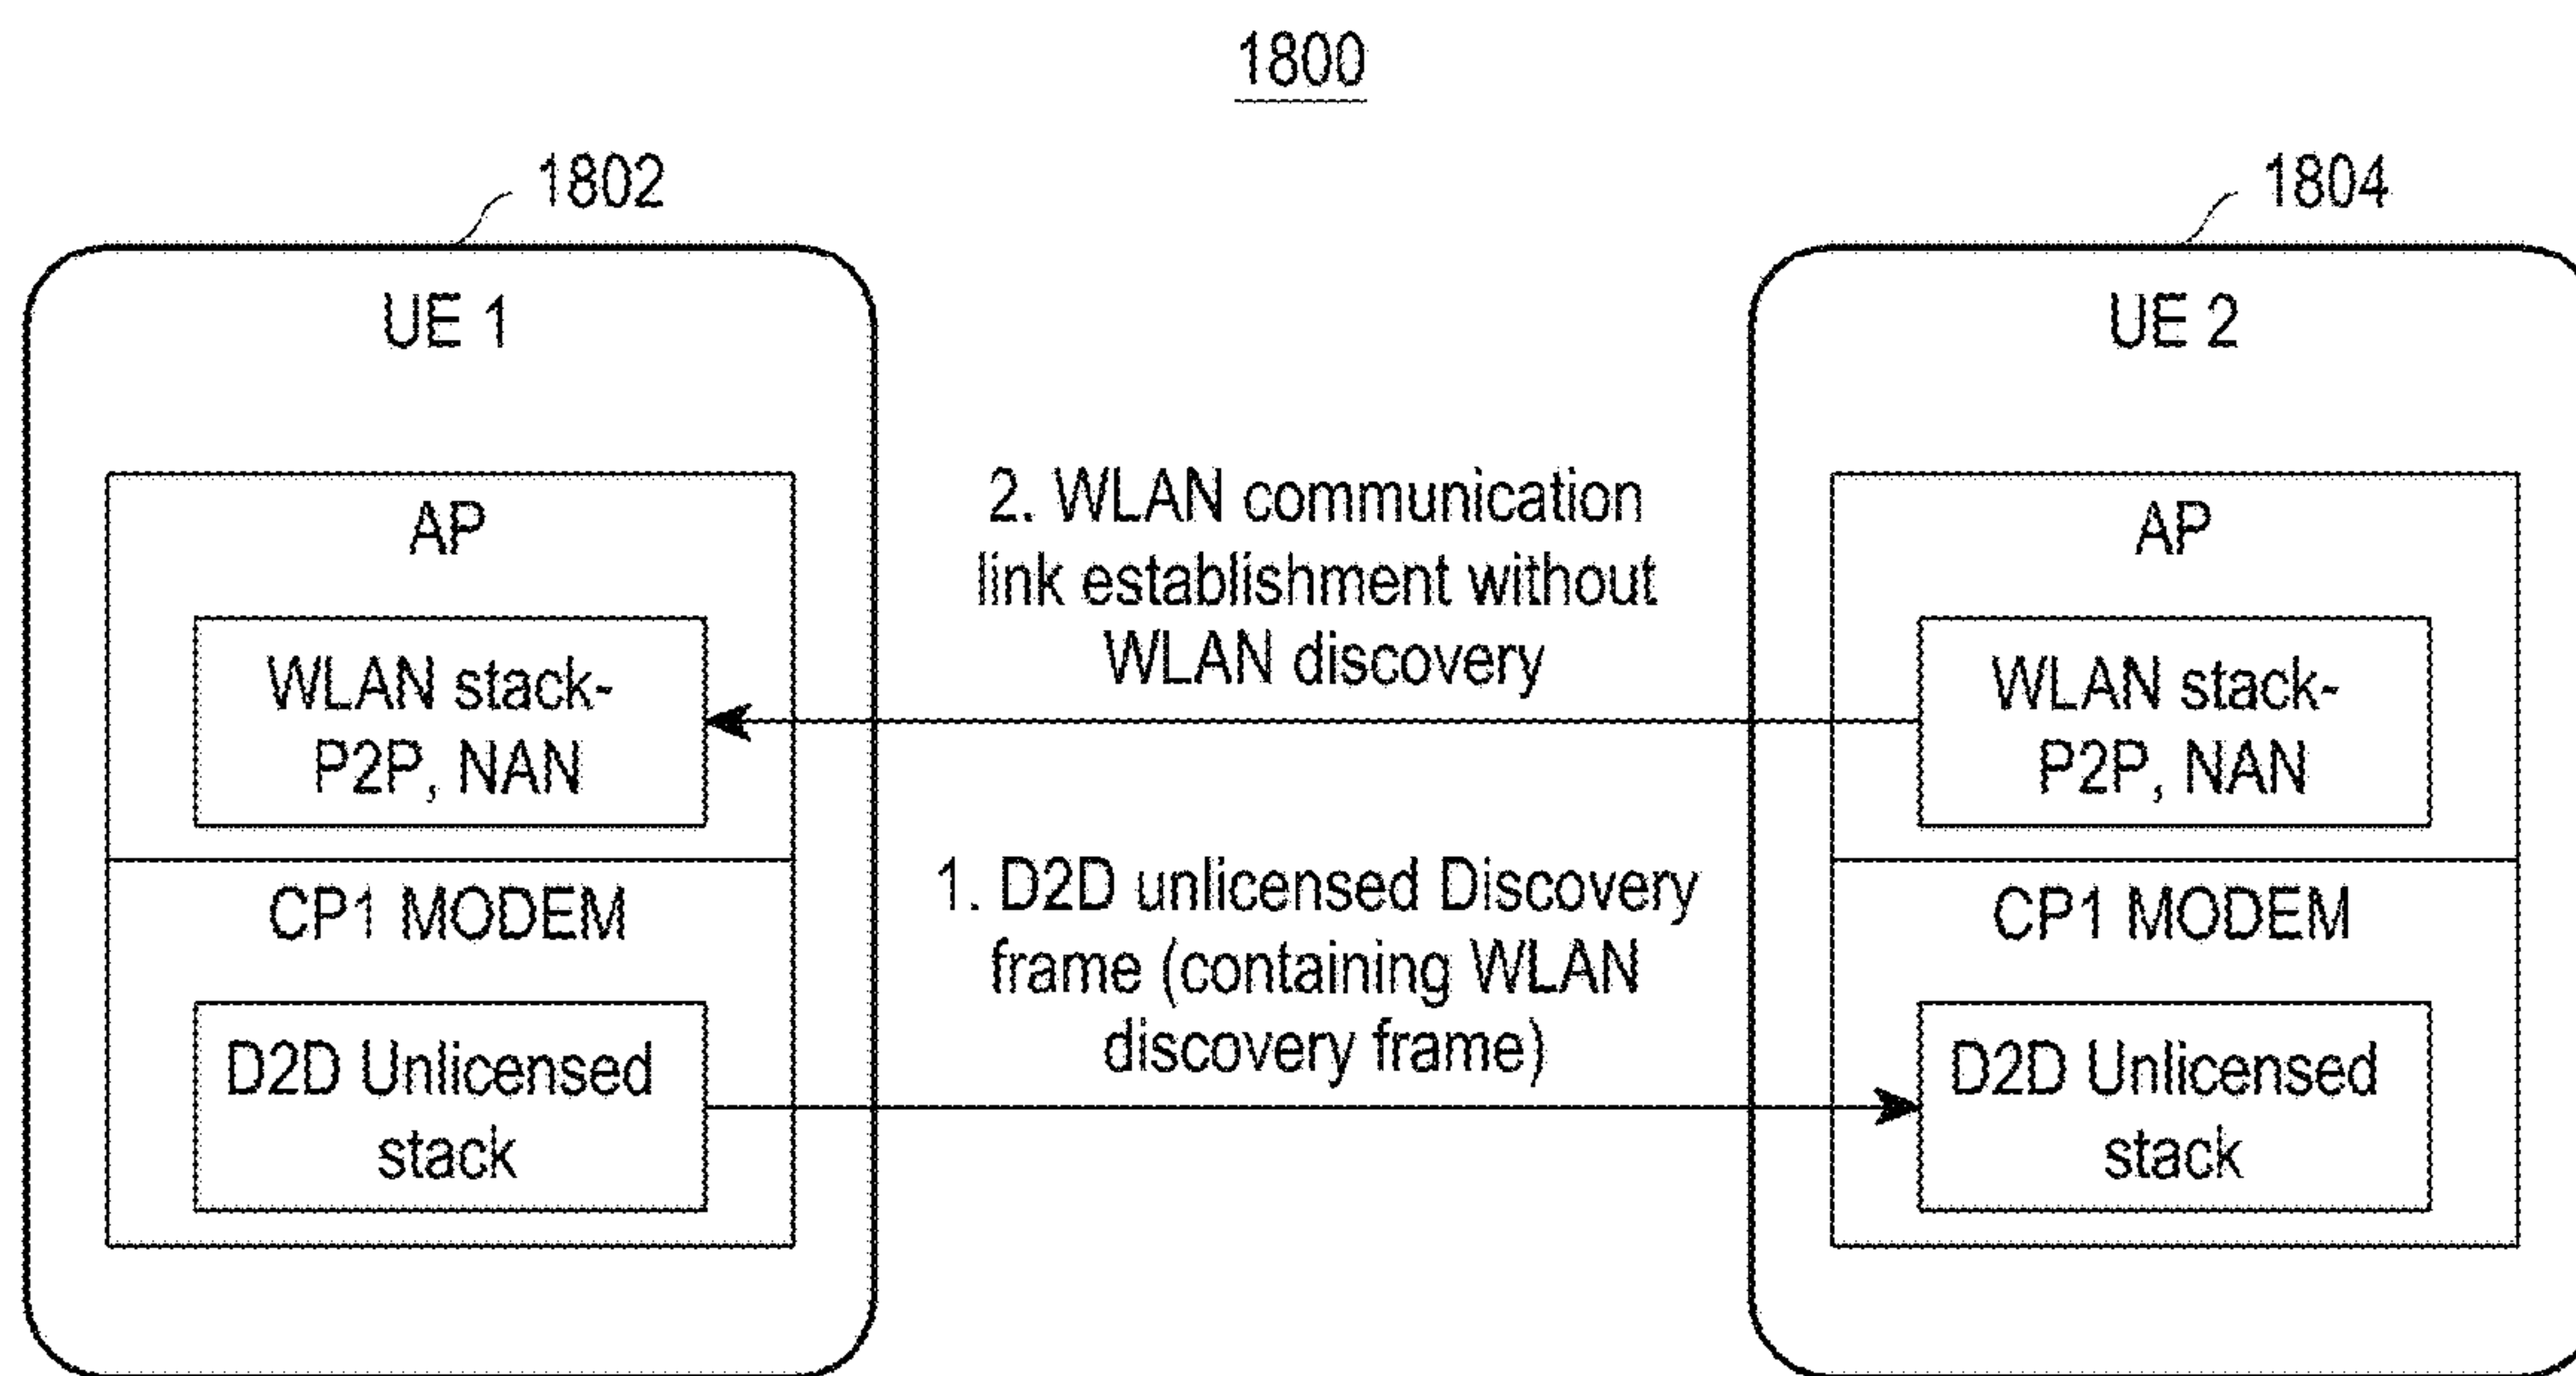 1800
1802
UE 1
AP
WLAN stack-
P2P, NAN
CP1 MODEM
D2D Unlicensed
stack
2. WLAN communication
link establishment without
WLAN discovery
1. D2D unlicensed Discovery
frame (containing WLAN
discovery frame)
1804
UE 2
AP
WLAN stack-
P2P, NAN
CP1 MODEM
D2D Unlicensed
stack